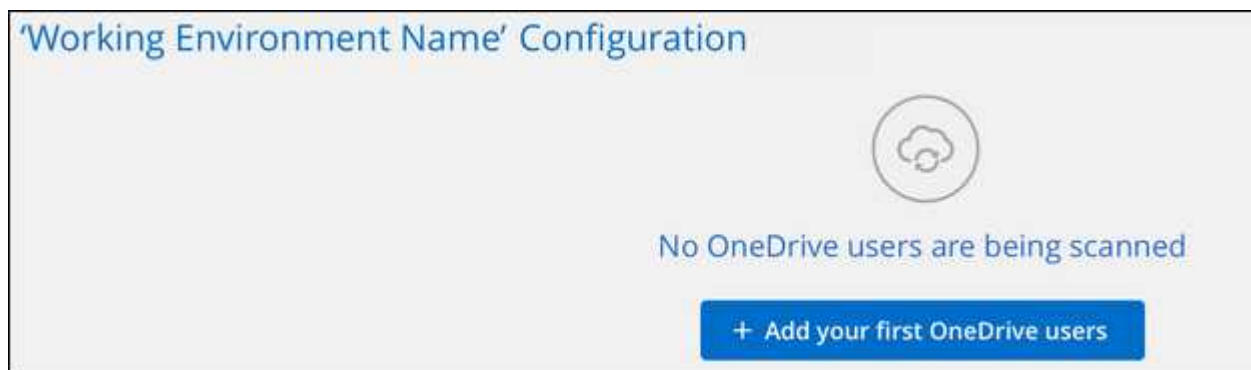 ‘Working Environment Name’ Configuration
No OneDrive users are being scanned
+ Add your first OneDrive users